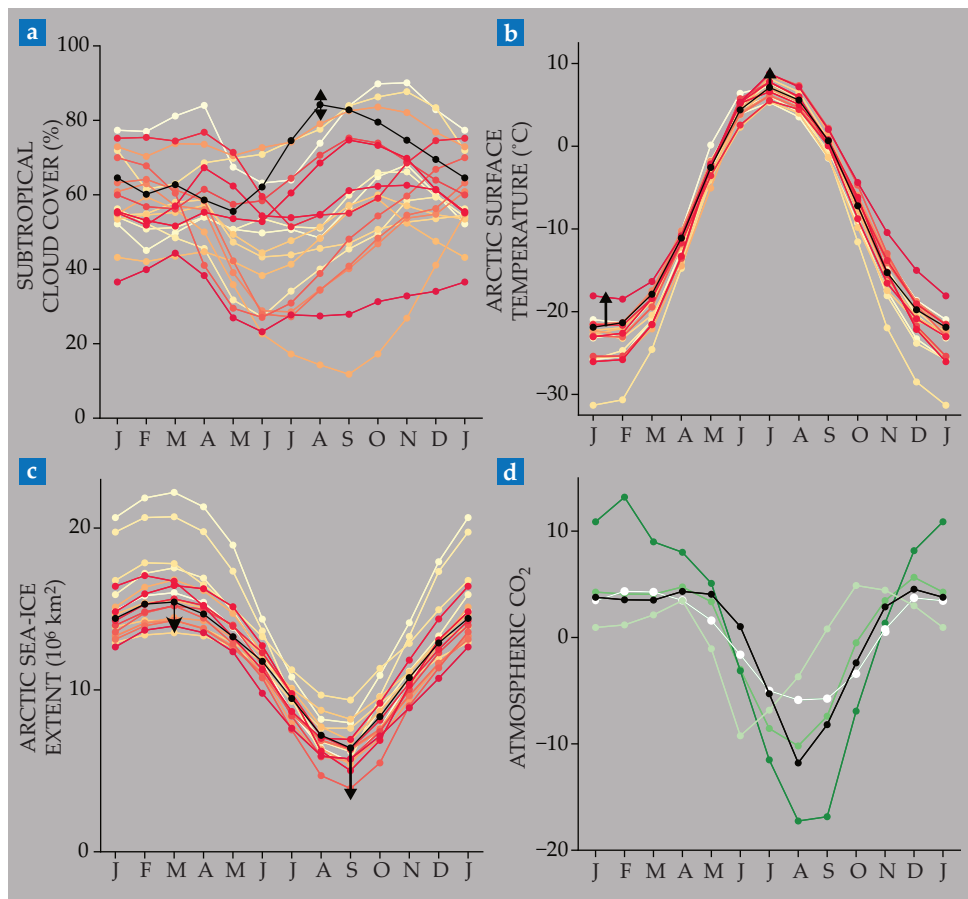 a
SUBTROPICAL
CLOUD COVER (%)
100
80
60
40
20
0
J F M A M J J A S O N D J
b
ARCTIC SURFACE
TEMPERATURE (˚C)
10
0
−10
−20
−30
J F M A M J J A S O N D J
c
ARCTIC SEA-ICE
EXTENT (10⁶ km²)
20
10
0
J F M A M J J A S O N D J
d
ATMOSPHERIC CO₂
10
0
−10
−20
J F M A M J J A S O N D J